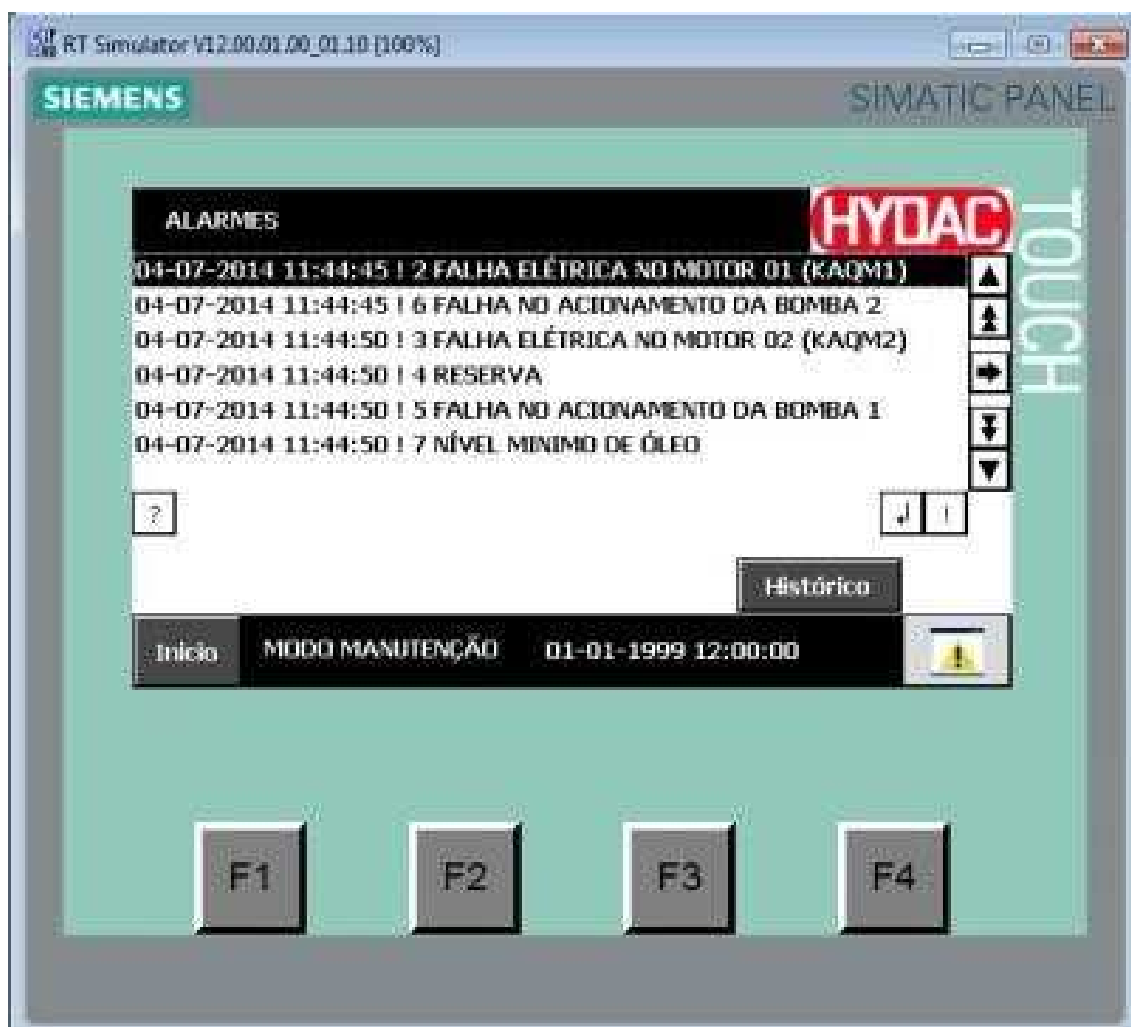 RT Simulator V12.00.01.00_01.10 [100%]
SIEMENS
SIMATIC PANEL
TOUCH
ALARMES
HYDAC
04-07-2014 11:44:45 ! 2 FALHA ELÉTRICA NO MOTOR 01 (KAQM1)
04-07-2014 11:44:45 ! 6 FALHA NO ACIONAMENTO DA BOMBA 2
04-07-2014 11:44:50 ! 3 FALHA ELÉTRICA NO MOTOR 02 (KAQM2)
04-07-2014 11:44:50 ! 4 RESERVA
04-07-2014 11:44:50 ! 5 FALHA NO ACIONAMENTO DA BOMBA 1
04-07-2014 11:44:50 ! 7 NÍVEL MINIMO DE ÓLEO
?
!
Histórico
Inicio MODO MANUTENÇÃO 01-01-1999 12:00:00
F1 F2 F3 F4